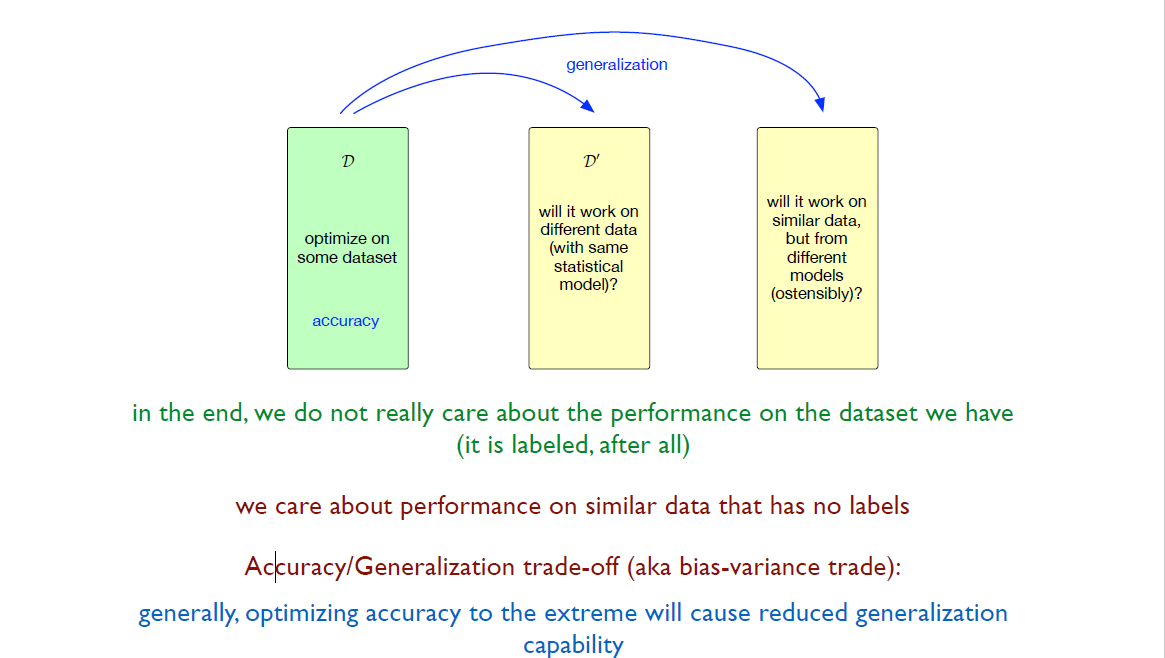 generalization
𝒟
optimize on
some dataset
accuracy
𝒟′
will it work on
different data
(with same
statistical
model)?
will it work on
similar data,
but from
different
models
(ostensibly)?
in the end, we do not really care about the performance on the dataset we have
(it is labeled, after all)
we care about performance on similar data that has no labels
Accuracy/Generalization trade-off (aka bias-variance trade):
generally, optimizing accuracy to the extreme will cause reduced generalization
capability